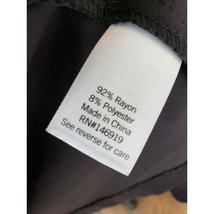 92% Rayon
8% Polyester
Made in China
RN#146919
See reverse for care